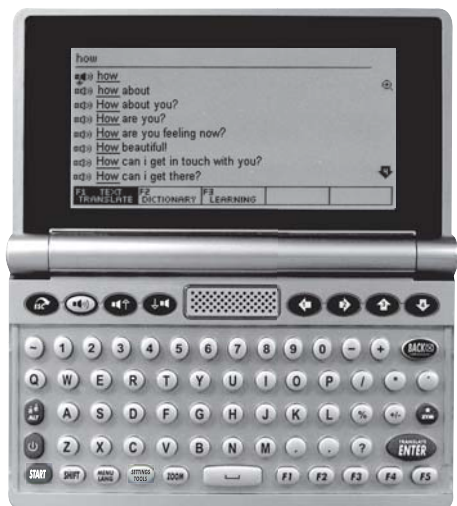 how
how
how about
How about you?
How are you?
How are you feeling now?
How beautiful!
How can i get in touch with you?
How can i get there?
F1 TEXT TRANSLATE F2 DICTIONARY F3 LEARNING
ESC
~ 1 2 3 4 5 6 7 8 9 0 - + BACK
Q W E R T Y U I O P / *
ALT A S D F G H J K L % +/- SYM
Z X C V B N M . . ? TRANSLATE ENTER
START SHIFT MENU LANG SETTINGS TOOLS ZOOM F1 F2 F3 F4 F5